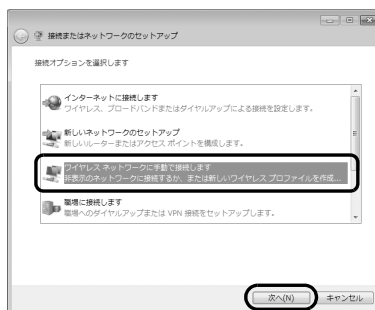 接続またはネットワークのセットアップ
接続オプションを選択します
インターネットに接続します
ワイヤレス、ブロードバンドまたはダイヤルアップによる接続を設定します。
新しいネットワークのセットアップ
新しいルーターまたはアクセス ポイントを構成します。
ワイヤレス ネットワークに手動で接続します
非表示のネットワークに接続するか、または新しいワイヤレス プロファイルを作成...
職場に接続します
職場へのダイヤルアップまたは VPN 接続をセットアップします。
次へ(N)
キャンセル